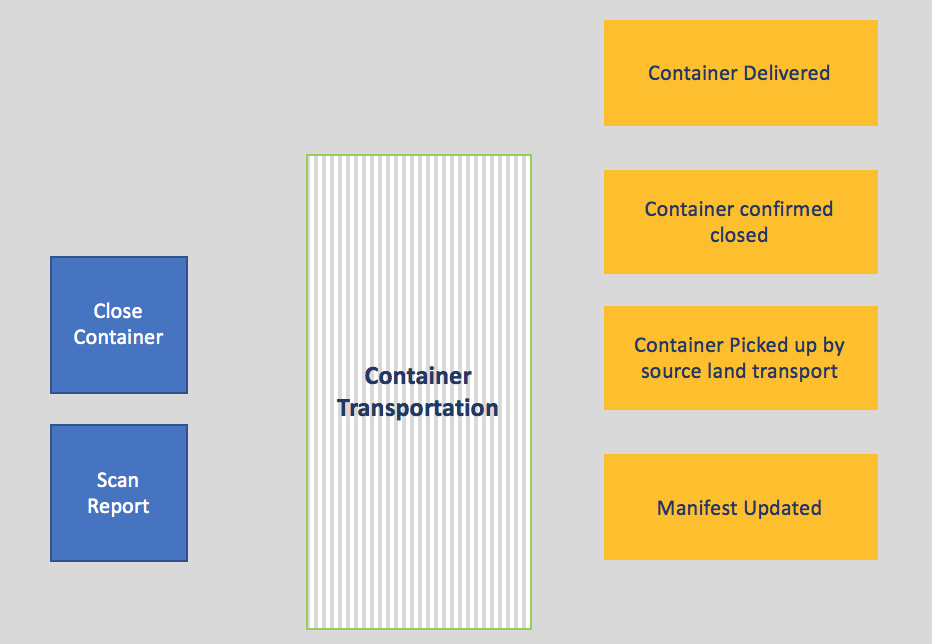 Close
Container
Scan
Report
Container
Transportation
Container Delivered
Container confirmed
closed
Container Picked up by
source land transport
Manifest Updated